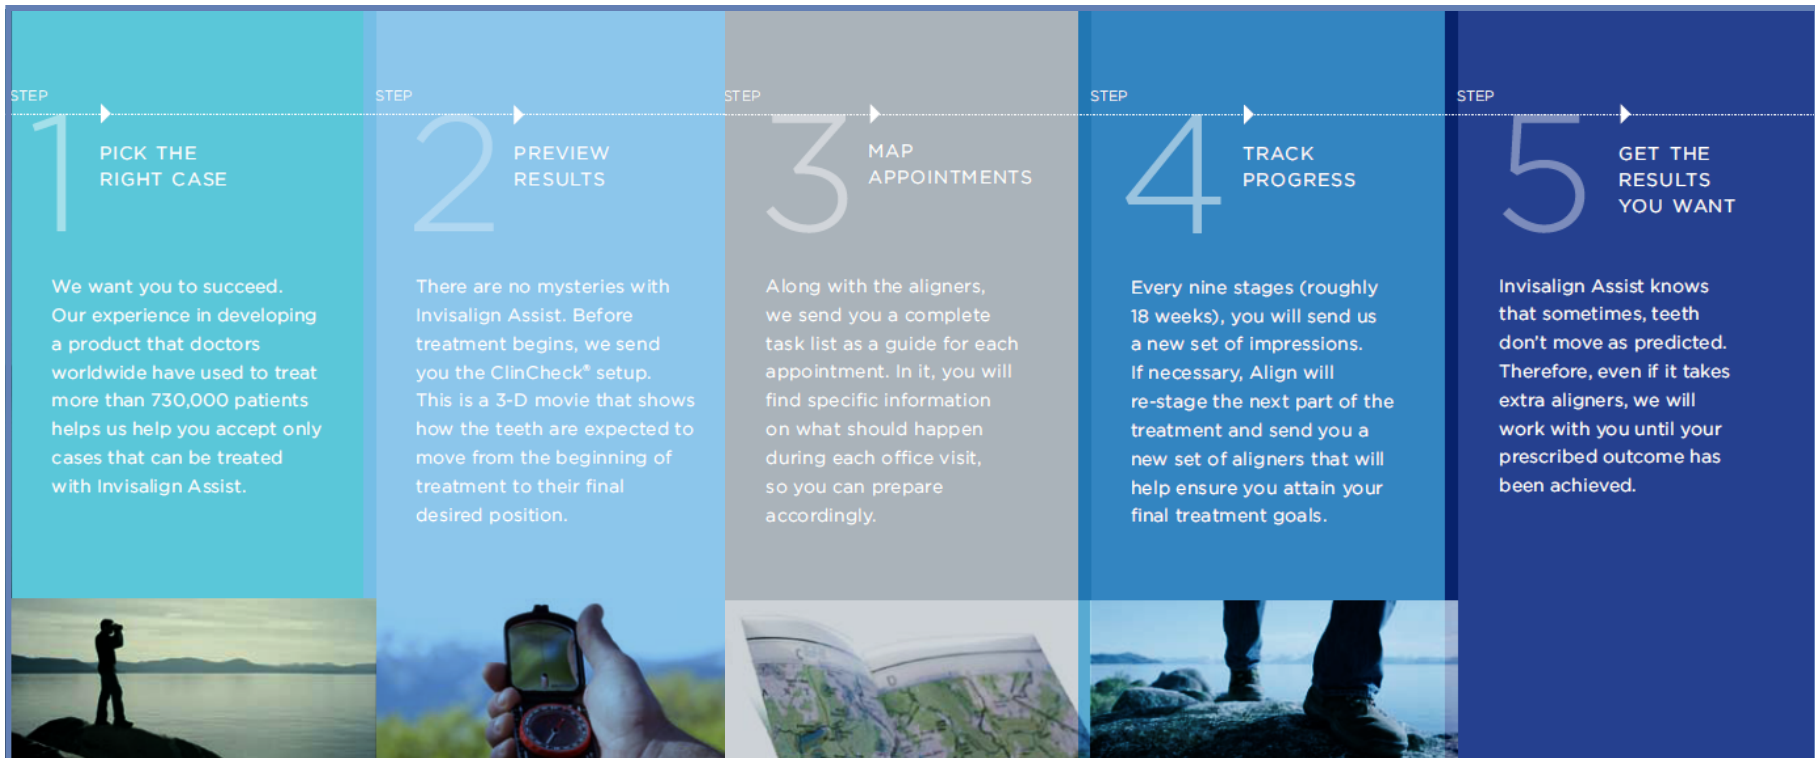 STEP
1
PICK THE
RIGHT CASE
We want you to succeed.
Our experience in developing
a product that doctors
worldwide have used to treat
more than 730,000 patients
helps us help you accept only
cases that can be treated
with Invisalign Assist.
STEP
2
PREVIEW
RESULTS
There are no mysteries with
Invisalign Assist. Before
treatment begins, we send
you the ClinCheck® setup.
This is a 3-D movie that shows
how the teeth are expected to
move from the beginning of
treatment to their final
desired position.
STEP
3
MAP
APPOINTMENTS
Along with the aligners,
we send you a complete
task list as a guide for each
appointment. In it, you will
find specific information
on what should happen
during each office visit,
so you can prepare
accordingly.
STEP
4
TRACK
PROGRESS
Every nine stages (roughly
18 weeks), you will send us
a new set of impressions.
If necessary, Align will
re-stage the next part of the
treatment and send you a
new set of aligners that will
help ensure you attain your
final treatment goals.
STEP
5
GET THE
RESULTS
YOU WANT
Invisalign Assist knows
that sometimes, teeth
don't move as predicted.
Therefore, even if it takes
extra aligners, we will
work with you until your
prescribed outcome has
been achieved.